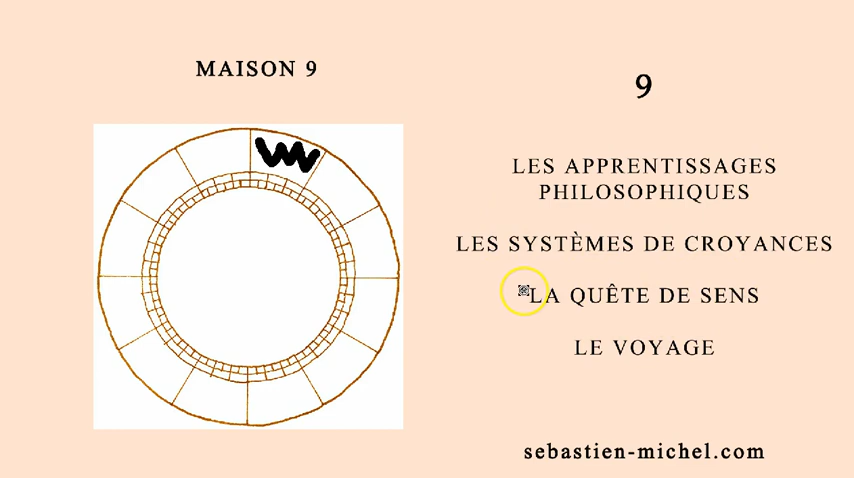 MAISON 9
9
LES APPRENTISSAGES
PHILOSOPHIQUES
LES SYSTÈMES DE CROYANCES
LA QUÊTE DE SENS
LE VOYAGE
sebastien-michel.com